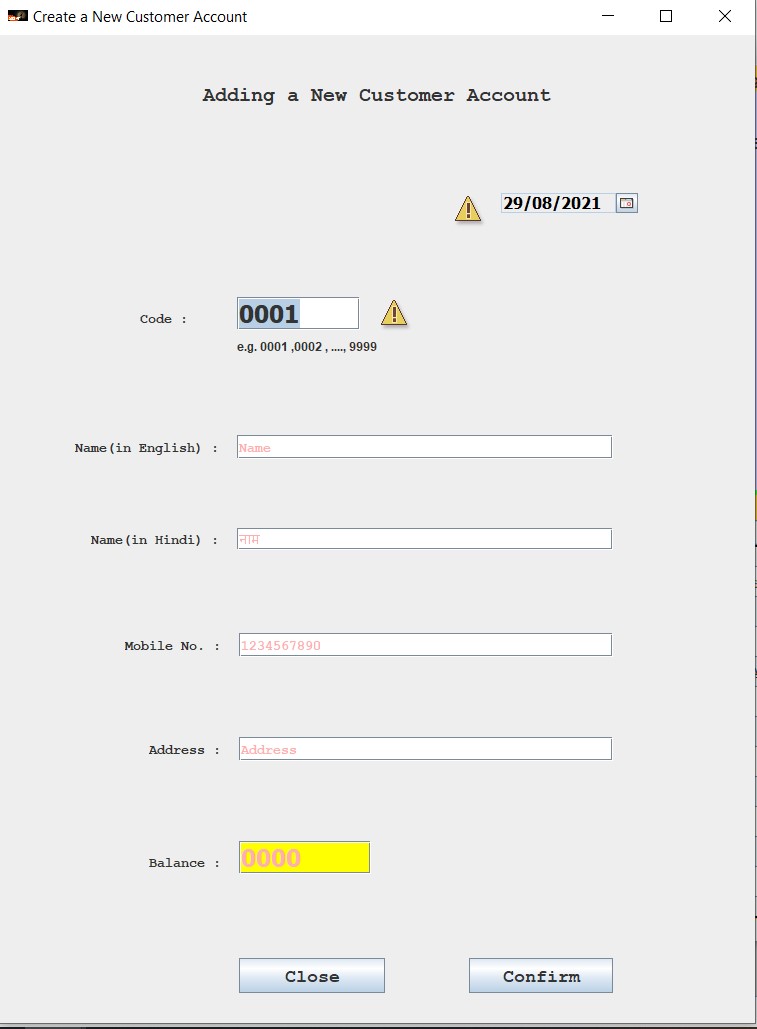 Create a New Customer Account
Adding a New Customer Account
29/08/2021
Code :
0001
e.g. 0001 ,0002 , ...., 9999
Name(in English) :
Name
Name(in Hindi) :
नाम
Mobile No. :
1234567890
Address :
Address
Balance :
0000
Close
Confirm